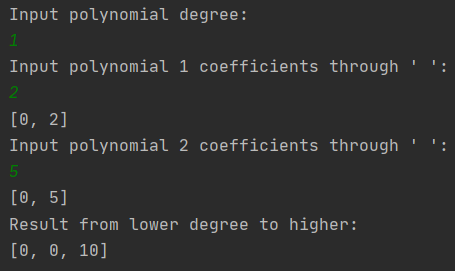 Input polynomial degree:
1
Input polynomial 1 coefficients through ' ':
2
[0, 2]
Input polynomial 2 coefficients through ' ':
5
[0, 5]
Result from lower degree to higher:
[0, 0, 10]